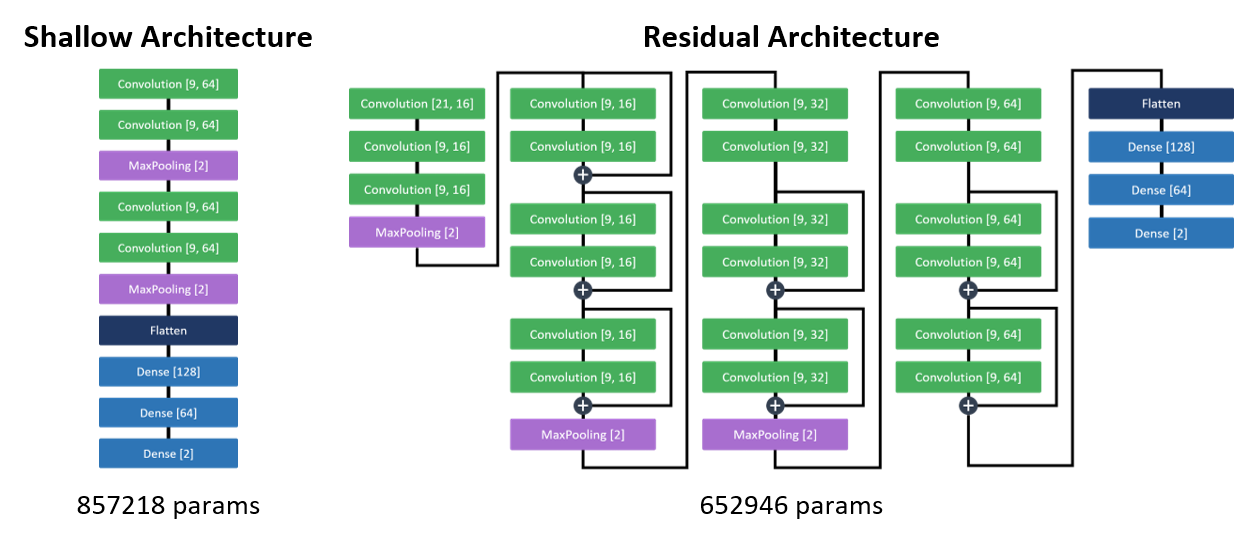 Shallow Architecture
Convolution [9, 64]
Convolution [9, 64]
MaxPooling [2]
Convolution [9, 64]
Convolution [9, 64]
MaxPooling [2]
Flatten
Dense [128]
Dense [64]
Dense [2]
857218 params
Residual Architecture
Convolution [21, 16]
Convolution [9, 16]
Convolution [9, 16]
MaxPooling [2]
Convolution [9, 16]
Convolution [9, 16]
+
Convolution [9, 16]
Convolution [9, 16]
+
Convolution [9, 16]
Convolution [9, 16]
+
MaxPooling [2]
Convolution [9, 32]
Convolution [9, 32]
Convolution [9, 32]
Convolution [9, 32]
+
Convolution [9, 32]
Convolution [9, 32]
+
MaxPooling [2]
Convolution [9, 64]
Convolution [9, 64]
Convolution [9, 64]
Convolution [9, 64]
+
Convolution [9, 64]
Convolution [9, 64]
+
Flatten
Dense [128]
Dense [64]
Dense [2]
652946 params